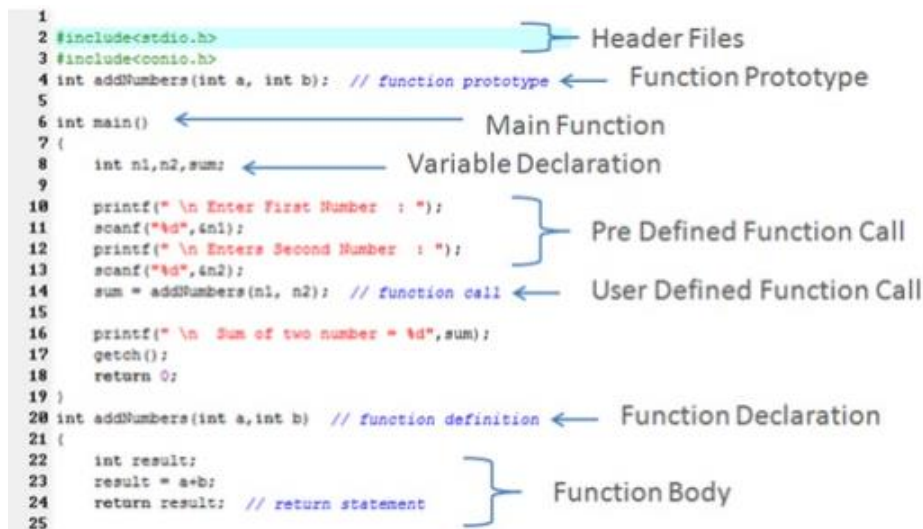 1
2 #include<stdio.h> Header Files
3 #include<conio.h>
4 int addNumbers(int a, int b); // function prototype Function Prototype
5
6 int main() Main Function
7 {
8 int n1,n2,sum; Variable Declaration
9
10 printf(" \n Enter First Number : ");
11 scanf("%d",&n1); Pre Defined Function Call
12 printf(" \n Enters Second Number : ");
13 scanf("%d",&n2);
14 sum = addNumbers(n1, n2); // function call User Defined Function Call
15
16 printf(" \n Sum of two number = %d",sum);
17 getch();
18 return 0;
19 }
20 int addNumbers(int a,int b) // function definition Function Declaration
21 {
22 int result;
23 result = a+b; Function Body
24 return result; // return statement
25